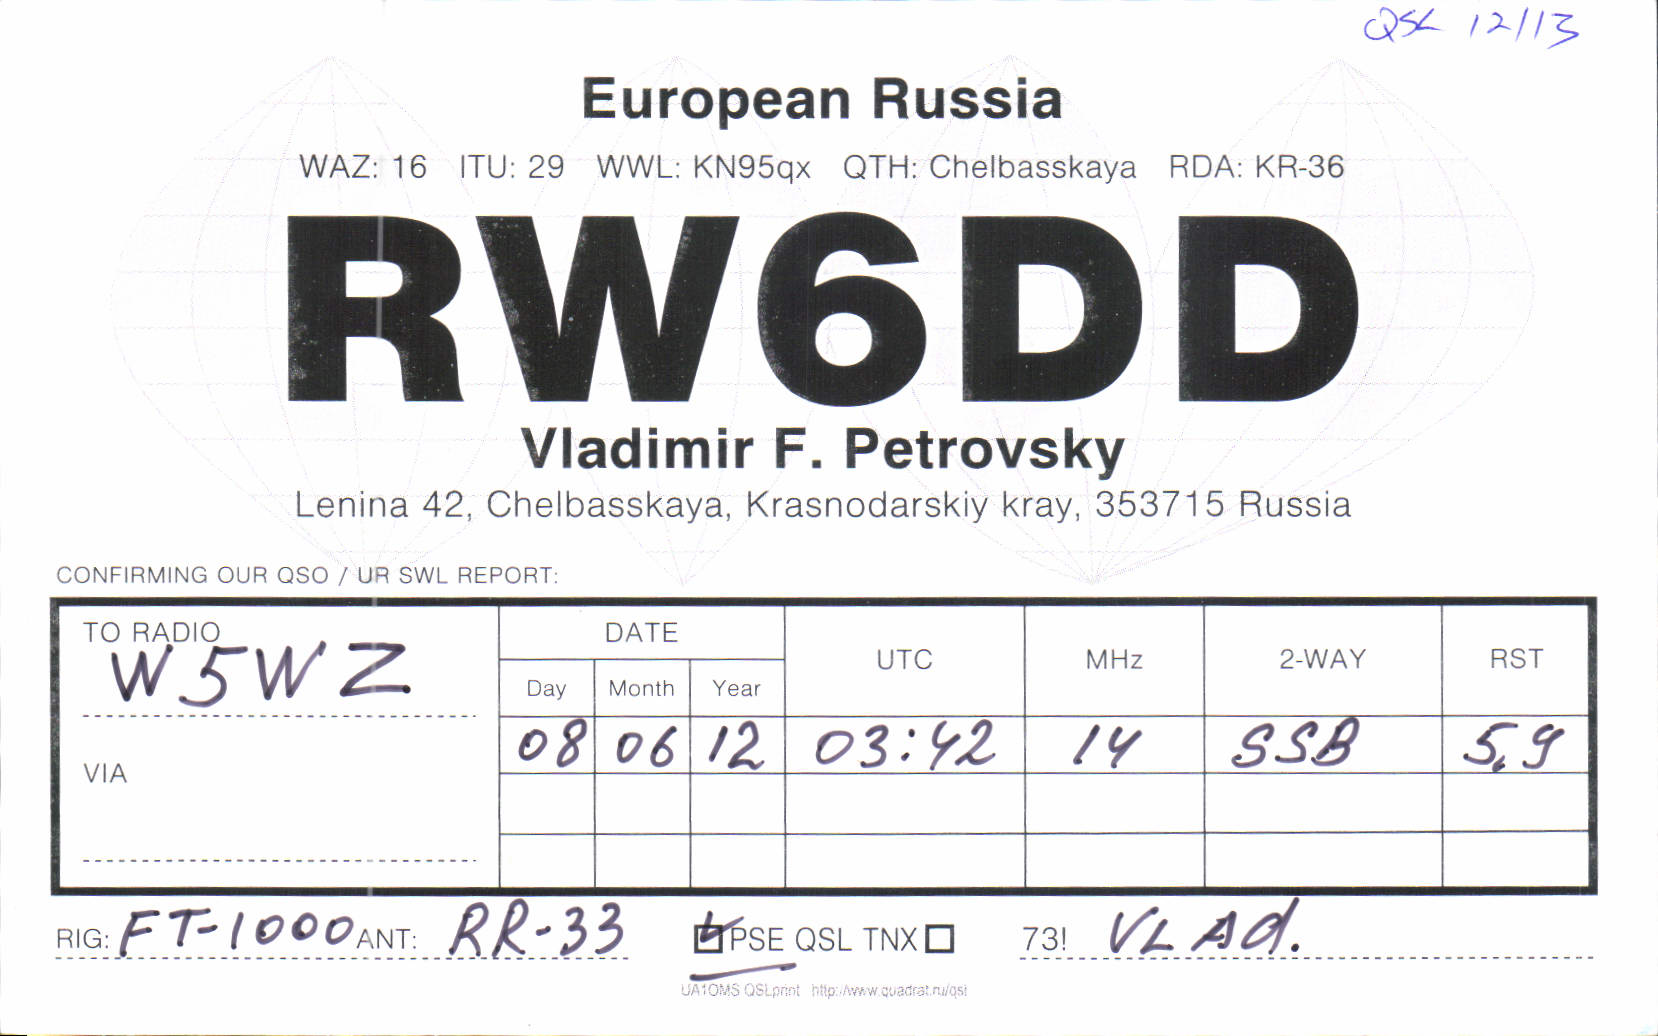 QSL 12/13
European Russia
WAZ: 16 ITU: 29 WWL: KN95qx QTH: Chelbasskaya RDA: KR-36
RW6DD
Vladimir F. Petrovsky
Lenina 42, Chelbasskaya, Krasnodarskiy kray, 353715 Russia
CONFIRMING OUR QSO / UR SWL REPORT:
TO RADIO DATE UTC MHz 2-WAY RST
W5WZ
Day Month Year
08 06 12 03:42 14 SSB 5,9
VIA
RIG: FT-1000 ANT: RR-33 PSE QSL TNX 73! VLAd.
UA1OMS QSLprint http://www.quadrat.ru/qsl